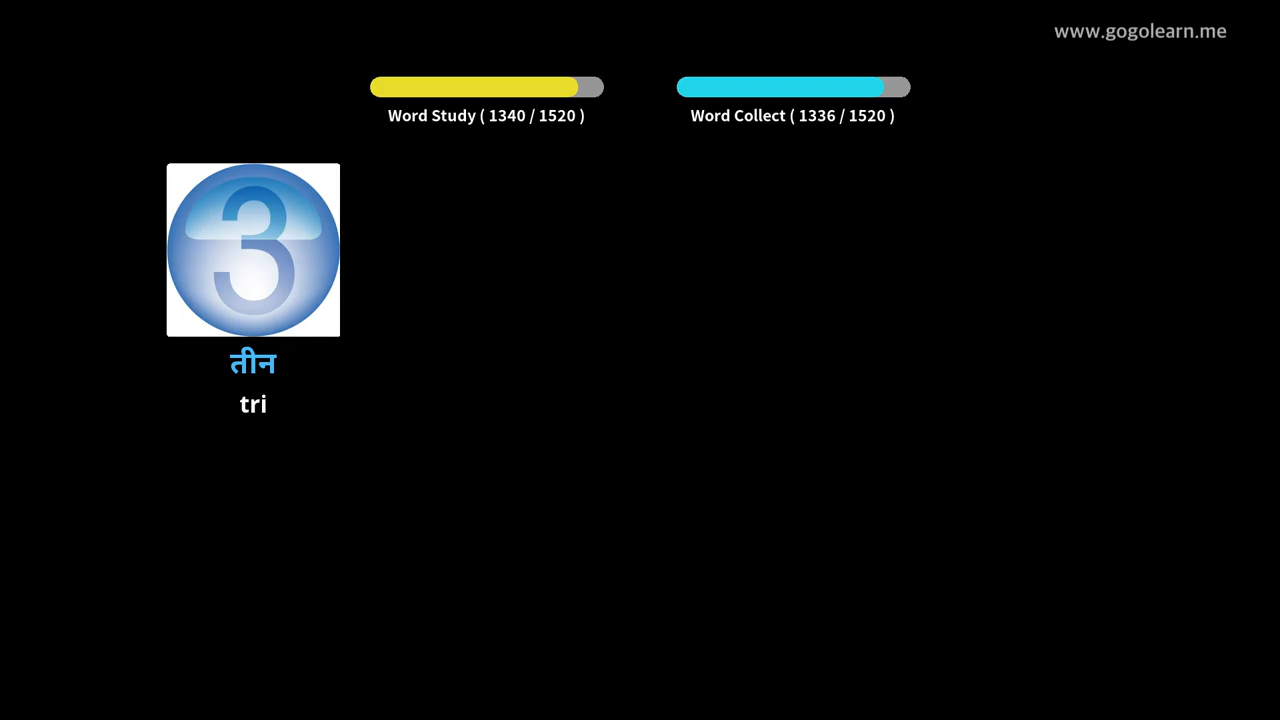 www.gogolearn.me
Word Study ( 1340 / 1520 )
Word Collect ( 1336 / 1520 )
3
तीन
tri